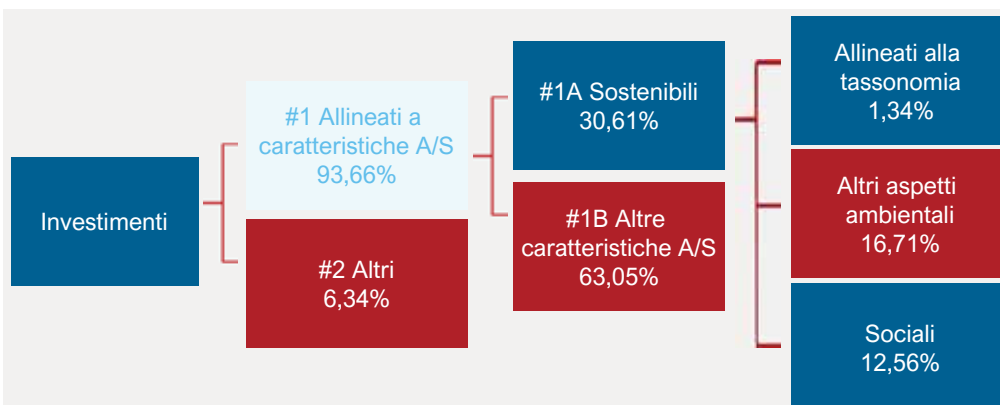 Investimenti
#1 Allineati a
caratteristiche A/S
93,66%
#2 Altri
6,34%
#1A Sostenibili
30,61%
#1B Altre
caratteristiche A/S
63,05%
Allineati alla
tassonomia
1,34%
Altri aspetti
ambientali
16,71%
Sociali
12,56%